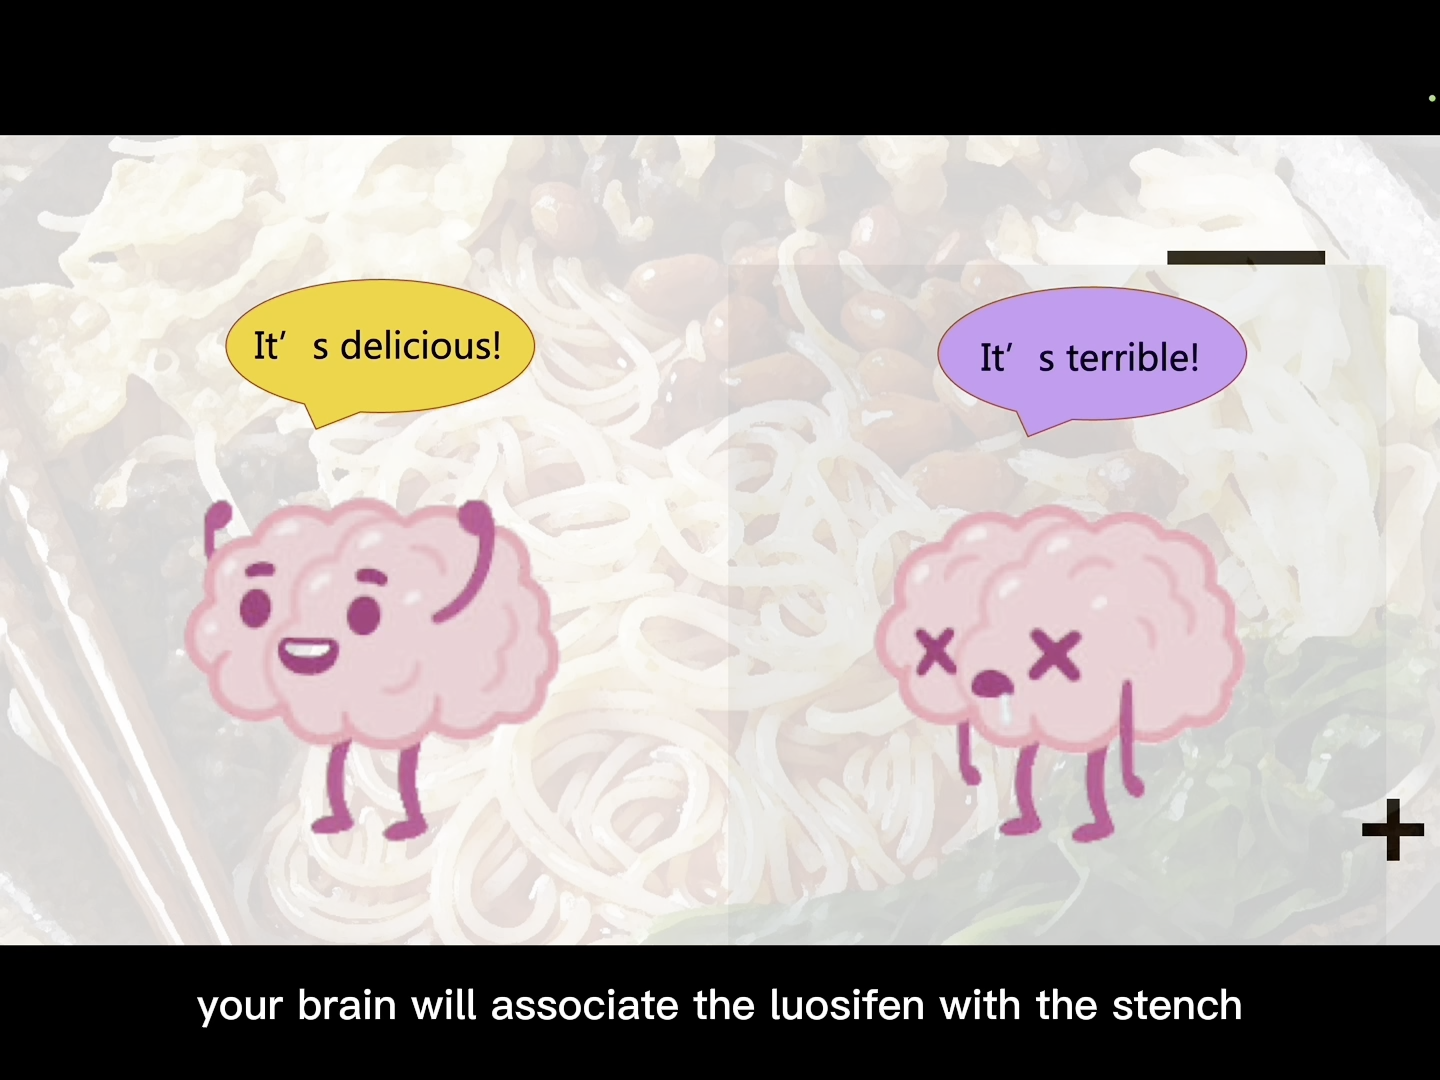 It’ s delicious!
It’ s terrible!
your brain will associate the luosifen with the stench